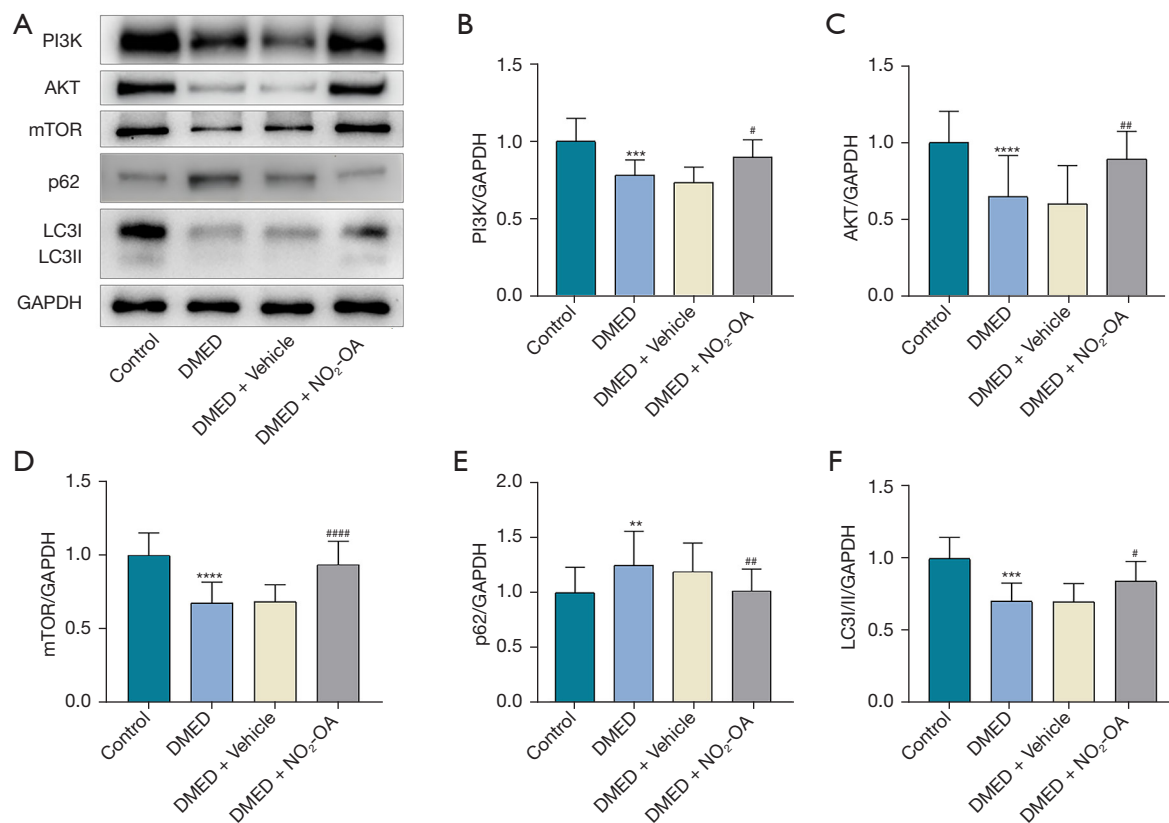 A
PI3K
AKT
mTOR
p62
LC3I
LC3II
GAPDH
Control
DMED
DMED + Vehicle
DMED + NO₂-OA
B
PI3K/GAPDH
1.5
1.0
0.5
0.0
***
#
Control
DMED
DMED + Vehicle
DMED + NO₂-OA
C
AKT/GAPDH
1.5
1.0
0.5
0.0
****
##
Control
DMED
DMED + Vehicle
DMED + NO₂-OA
D
mTOR/GAPDH
1.5
1.0
0.5
0.0
****
####
Control
DMED
DMED + Vehicle
DMED + NO₂-OA
E
p62/GAPDH
2.0
1.5
1.0
0.5
0.0
**
##
Control
DMED
DMED + Vehicle
DMED + NO₂-OA
F
LC3I/II/GAPDH
1.5
1.0
0.5
0.0
***
#
Control
DMED
DMED + Vehicle
DMED + NO₂-OA